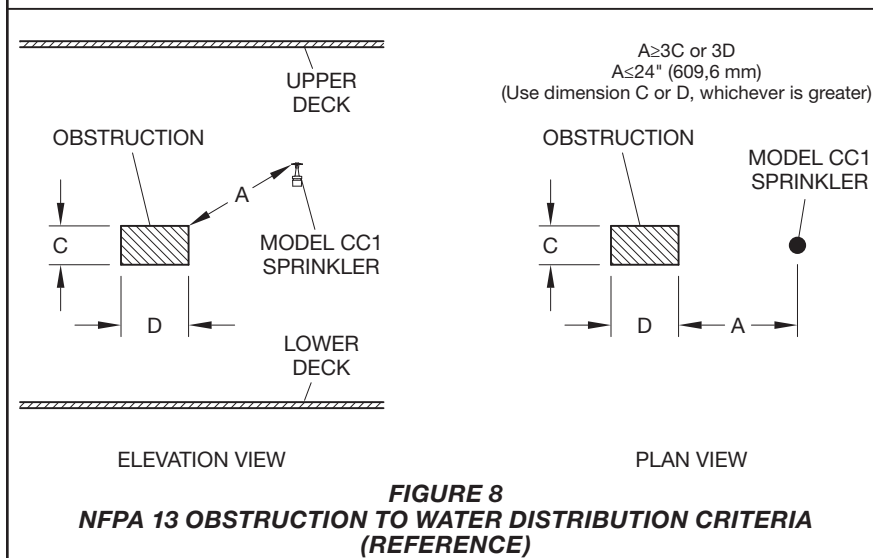 UPPER
DECK
OBSTRUCTION
A
C
MODEL CC1
SPRINKLER
D
LOWER
DECK
ELEVATION VIEW
A≥3C or 3D
A≤24" (609,6 mm)
(Use dimension C or D, whichever is greater)
OBSTRUCTION
MODEL CC1
SPRINKLER
C
D
A
PLAN VIEW
FIGURE 8
NFPA 13 OBSTRUCTION TO WATER DISTRIBUTION CRITERIA
(REFERENCE)